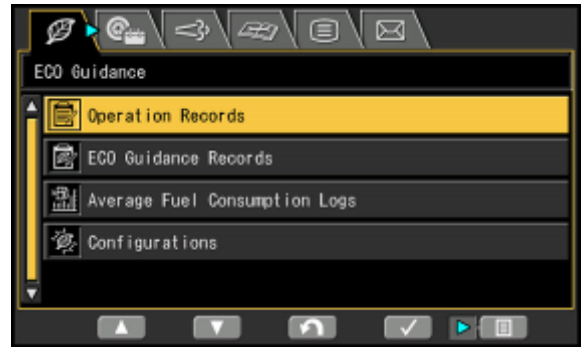 ECO Guidance
Operation Records
ECO Guidance Records
Average Fuel Consumption Logs
Configurations